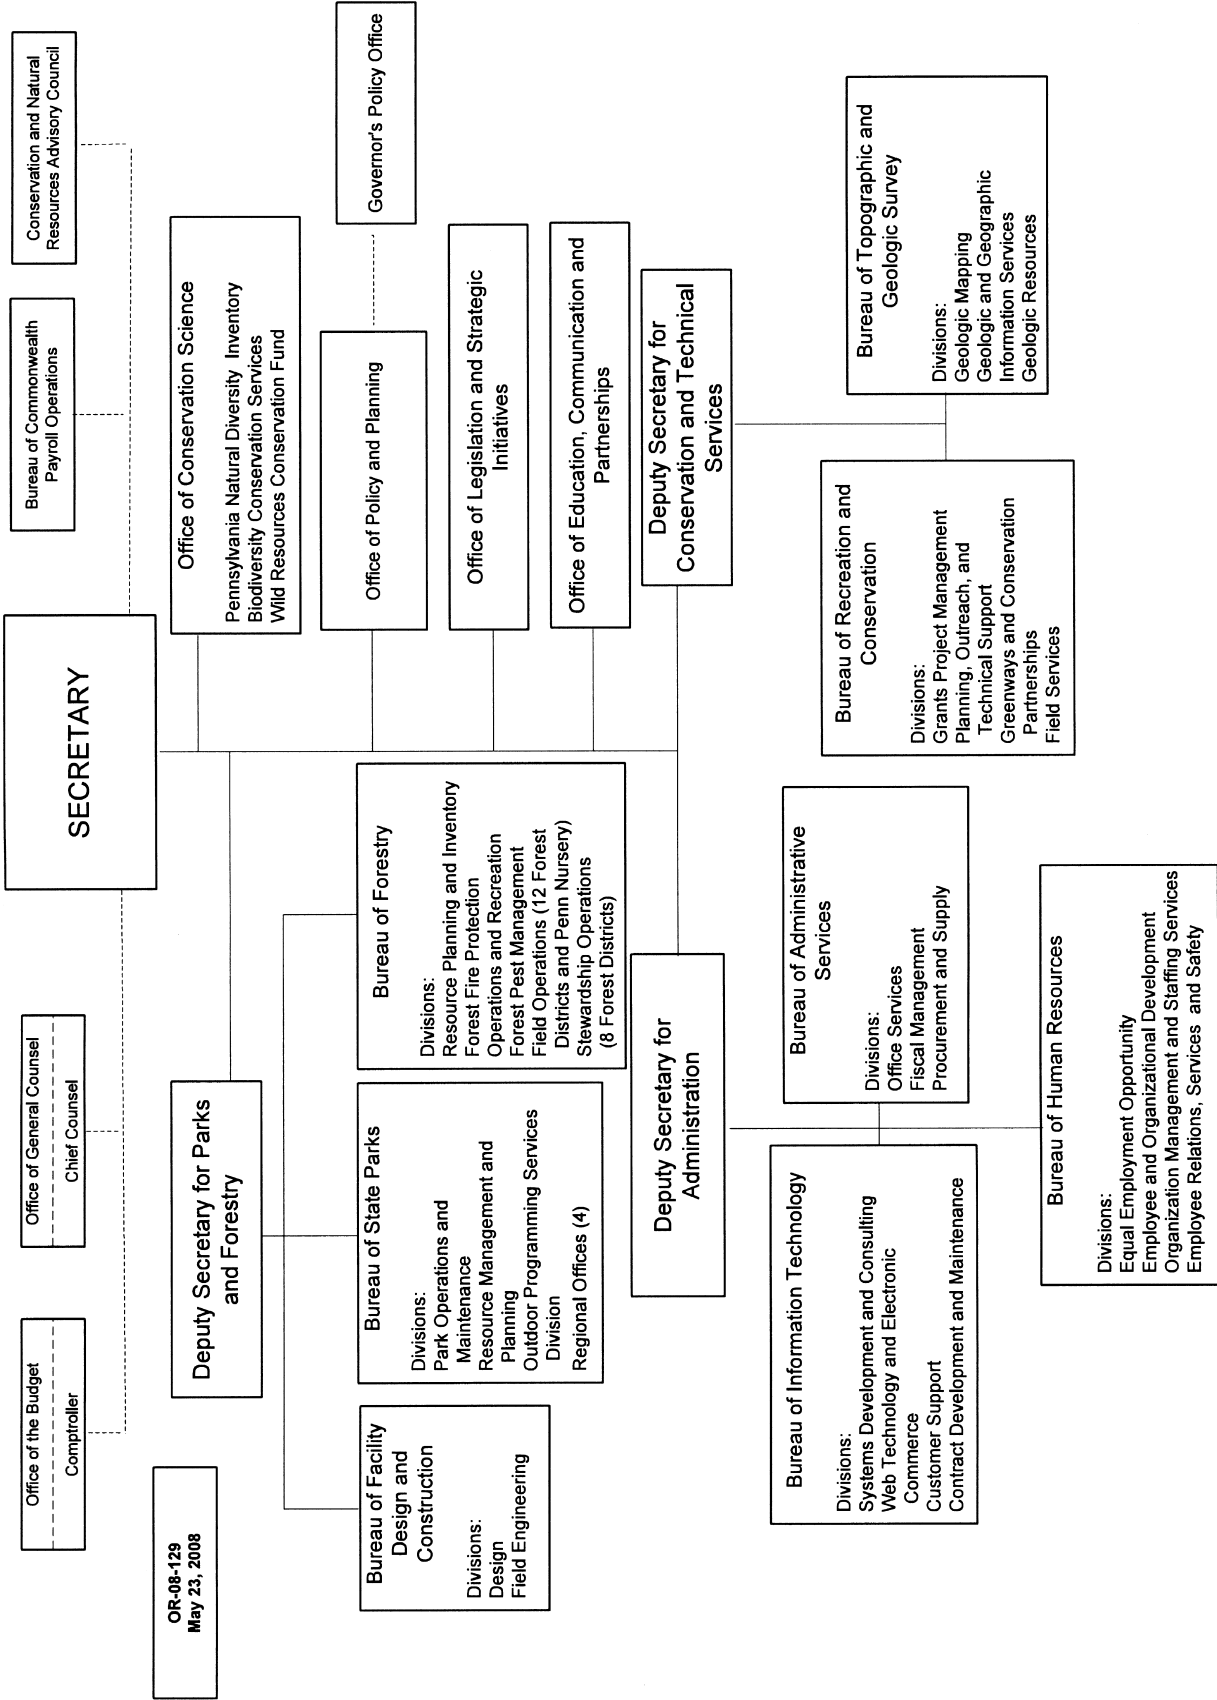 OR-08-129
May 23, 2008
Office of the Budget
Comptroller
Office of General Counsel
Chief Counsel
SECRETARY
Bureau of Commonwealth
Payroll Operations
Conservation and Natural
Resources Advisory Council
Office of Conservation Science
Pennsylvania Natural Diversity Inventory
Biodiversity Conservation Services
Wild Resources Conservation Fund
Office of Policy and Planning
Governor's Policy Office
Office of Legislation and Strategic
Initiatives
Office of Education, Communication and
Partnerships
Deputy Secretary for Parks
and Forestry
Bureau of Facility
Design and
Construction
Divisions:
Design
Field Engineering
Bureau of State Parks
Divisions:
Park Operations and
Maintenance
Resource Management and
Planning
Outdoor Programming Services
Division
Regional Offices (4)
Bureau of Forestry
Divisions:
Resource Planning and Inventory
Forest Fire Protection
Operations and Recreation
Forest Pest Management
Field Operations (12 Forest
Districts and Penn Nursery)
Stewardship Operations
(8 Forest Districts)
Deputy Secretary for
Administration
Bureau of Information Technology
Divisions:
Systems Development and Consulting
Web Technology and Electronic
Commerce
Customer Support
Contract Development and Maintenance
Bureau of Administrative
Services
Divisions:
Office Services
Fiscal Management
Procurement and Supply
Bureau of Human Resources
Divisions:
Equal Employment Opportunity
Employee and Organizational Development
Organization Management and Staffing Services
Employee Relations, Services and Safety
Deputy Secretary for
Conservation and Technical
Services
Bureau of Recreation and
Conservation
Divisions:
Grants Project Management
Planning, Outreach, and
Technical Support
Greenways and Conservation
Partnerships
Field Services
Bureau of Topographic and
Geologic Survey
Divisions:
Geologic Mapping
Geologic and Geographic
Information Services
Geologic Resources